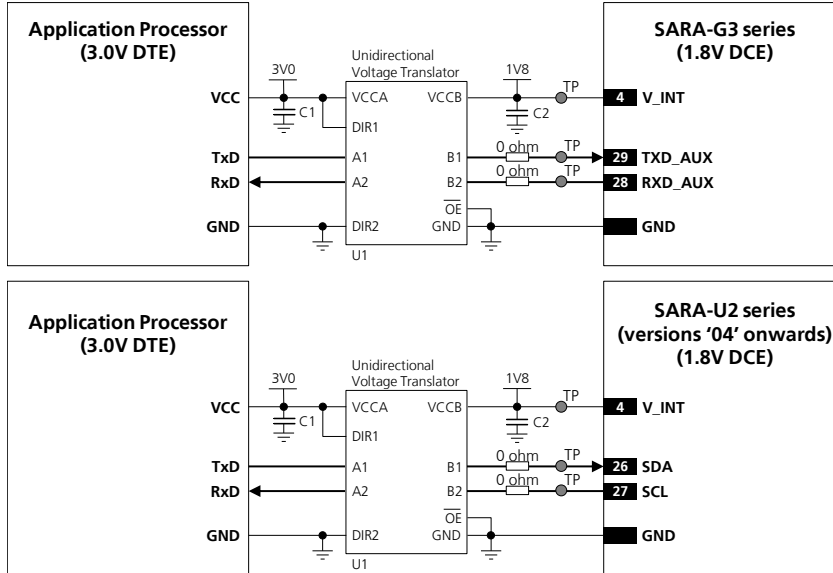 Application Processor
(3.0V DTE)
SARA-G3 series
(1.8V DCE)
Unidirectional
Voltage Translator
3V0
1V8
TP
VCC
VCCA
VCCB
4 V_INT
C1
C2
DIR1
0 ohm TP
TxD
A1
B1
29 TXD_AUX
0 ohm TP
RxD
A2
B2
28 RXD_AUX
OE
GND
DIR2
GND
GND
U1
Application Processor
(3.0V DTE)
SARA-U2 series
(versions ‘04’ onwards)
(1.8V DCE)
Unidirectional
Voltage Translator
3V0
1V8
TP
VCC
VCCA
VCCB
4 V_INT
C1
C2
DIR1
0 ohm TP
TxD
A1
B1
26 SDA
0 ohm TP
RxD
A2
B2
27 SCL
OE
GND
DIR2
GND
GND
U1